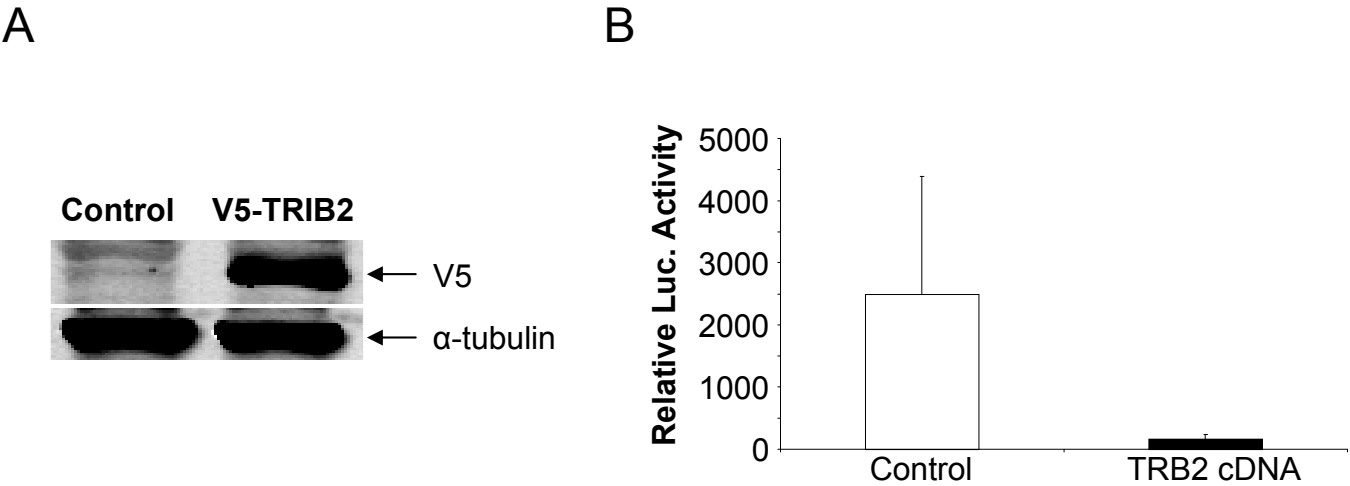 A
Control V5-TRIB2
V5
α-tubulin
B
Relative Luc. Activity
5000
4000
3000
2000
1000
0
Control TRB2 cDNA